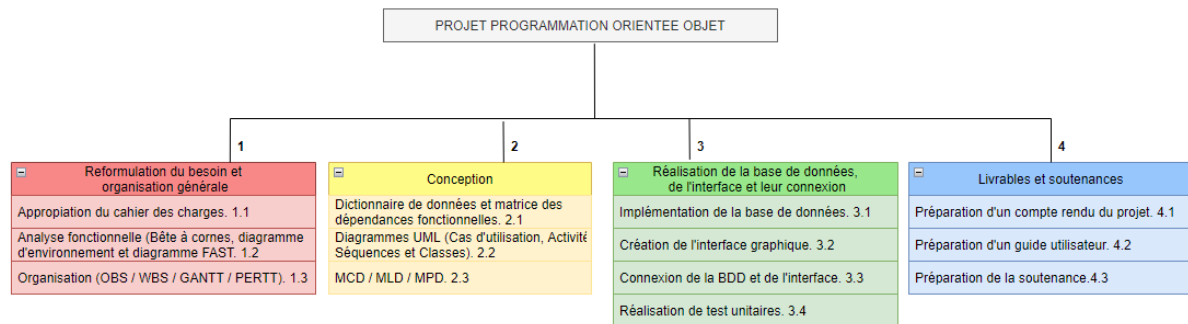 PROJET PROGRAMMATION ORIENTEE OBJET
1
2
3
4
Reformulation du besoin et
organisation générale
Appropiation du cahier des charges. 1.1
Analyse fonctionnelle (Bête à cornes, diagramme
d'environement et diagramme FAST. 1.2
Organisation (OBS / WBS / GANTT / PERTT). 1.3
Conception
Dictionnaire de données et matrice des
dépendances fonctionnelles. 2.1
Diagrammes UML (Cas d'utilisation, Activité
Séquences et Classes). 2.2
MCD / MLD / MPD. 2.3
Réalisation de la base de données,
de l'interface et leur connexion
Implémentation de la base de données. 3.1
Création de l'interface graphique. 3.2
Connexion de la BDD et de l'interface. 3.3
Réalisation de test unitaires. 3.4
Livrables et soutenances
Préparation d'un compte rendu du projet. 4.1
Préparation d'un guide utilisateur. 4.2
Préparation de la soutenance.4.3